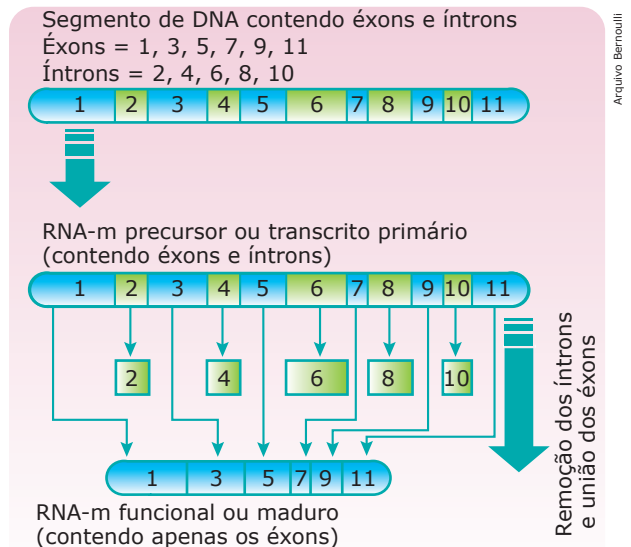 Segmento de DNA contendo éxons e íntrons
Éxons = 1, 3, 5, 7, 9, 11
Íntrons = 2, 4, 6, 8, 10
1 2 3 4 5 6 7 8 9 10 11
RNA-m precursor ou transcrito primário
(contendo éxons e íntrons)
1 2 3 4 5 6 7 8 9 10 11
2 4 6 8 10
1 3 5 7 9 11
RNA-m funcional ou maduro
(contendo apenas os éxons)
Remoção dos íntrons
e união dos éxons
Arquivo Bernoulli